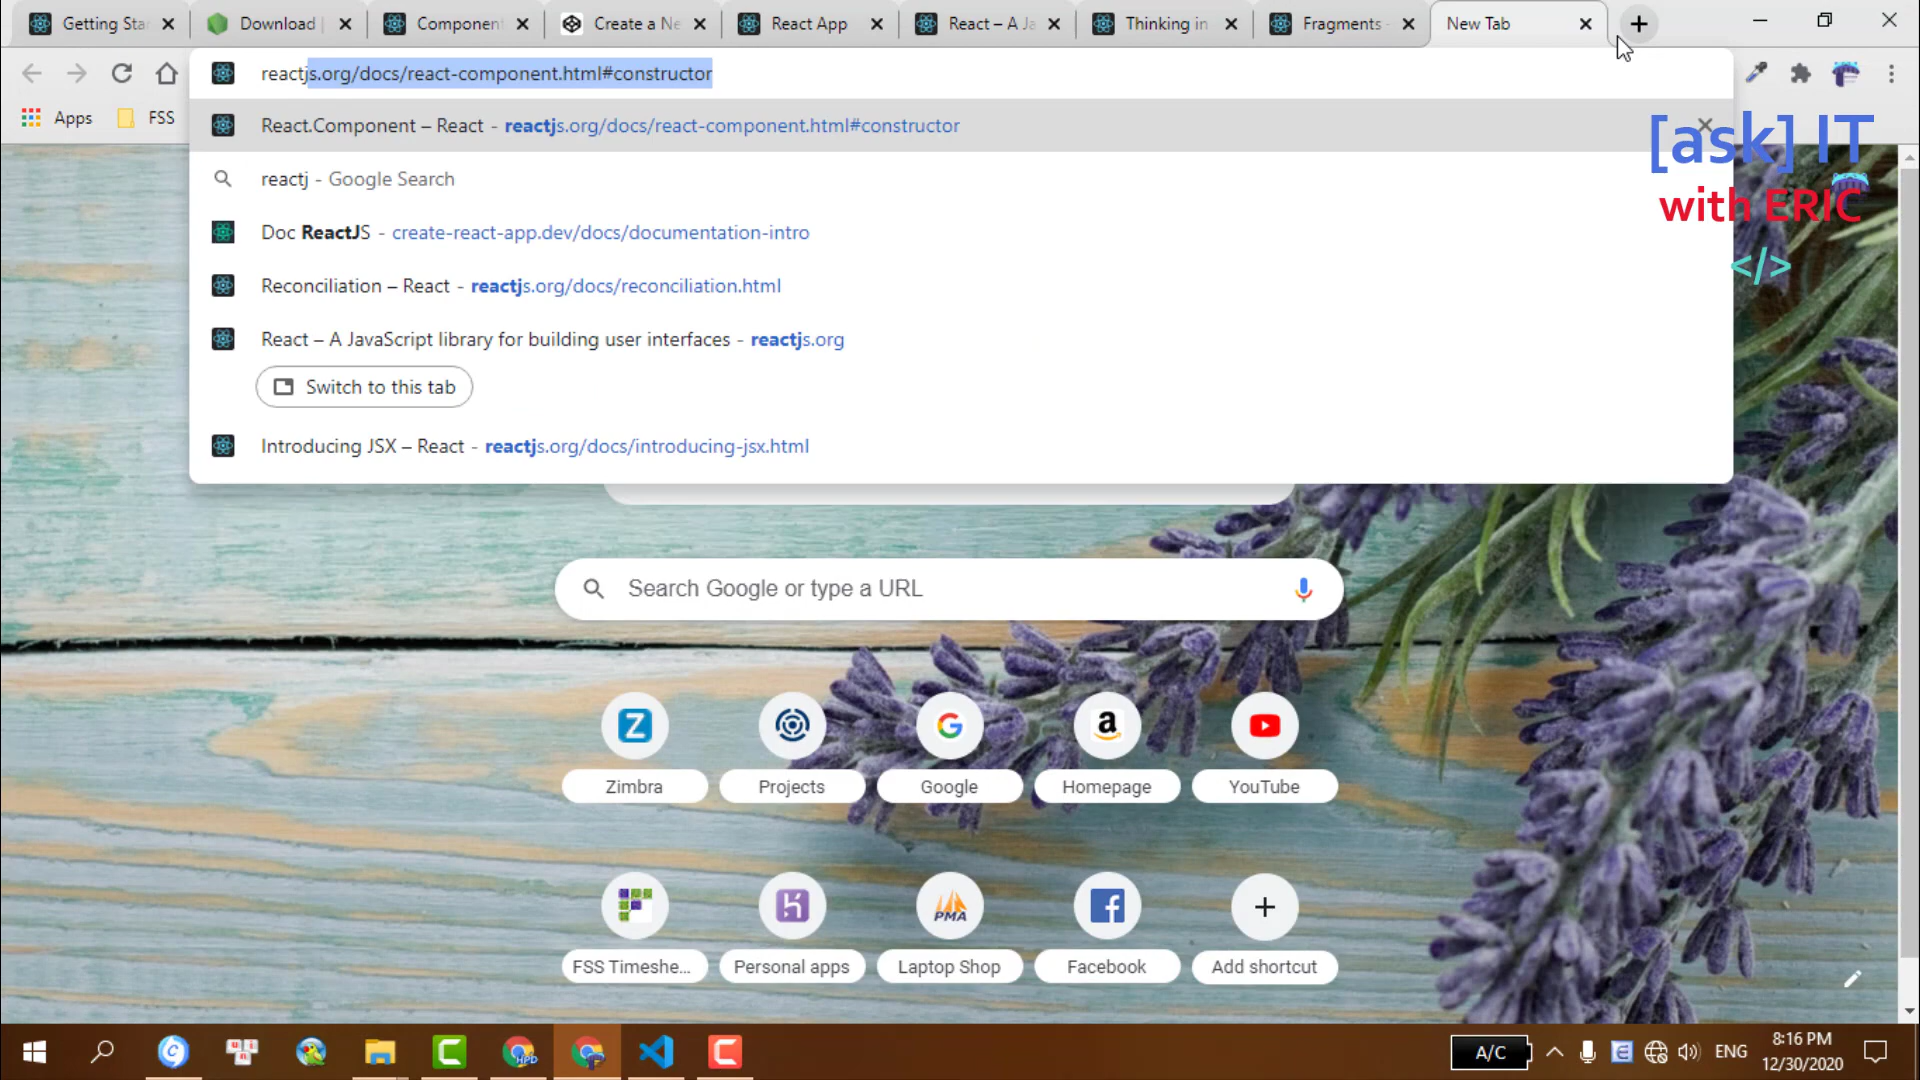 Getting Sta
Download
Component
Create a Ne
React App
React – A Ja
Thinking in
Fragments -
New Tab
reactjs.org/docs/react-component.html#constructor
Apps
FSS
React.Component – React - reactjs.org/docs/react-component.html#constructor
reactj - Google Search
Doc ReactJS - create-react-app.dev/docs/documentation-intro
Reconciliation – React - reactjs.org/docs/reconciliation.html
React – A JavaScript library for building user interfaces - reactjs.org
Switch to this tab
Introducing JSX – React - reactjs.org/docs/introducing-jsx.html
[ask] IT
with ERIC
</>
Search Google or type a URL
Zimbra
Projects
Google
Homepage
YouTube
PMA
FSS Timeshe...
Personal apps
Laptop Shop
Facebook
Add shortcut
A/C
ENG
8:16 PM
12/30/2020